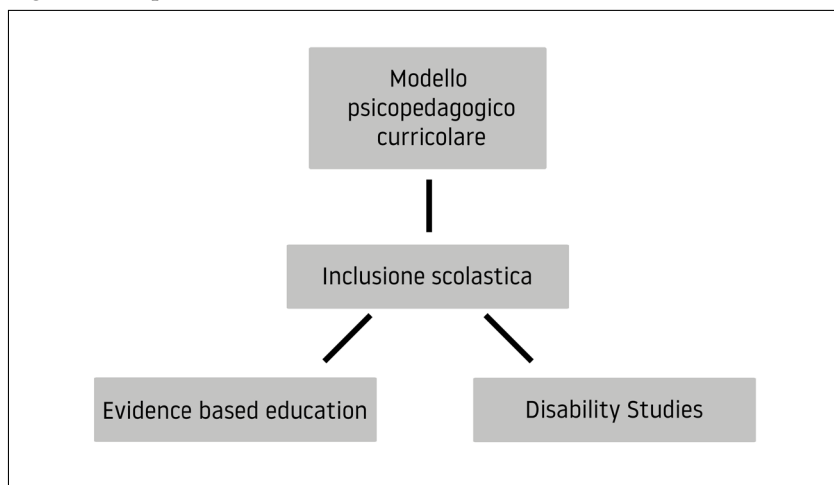 Modello
psicopedagogico
curricolare
Inclusione scolastica
Evidence based education
Disability Studies